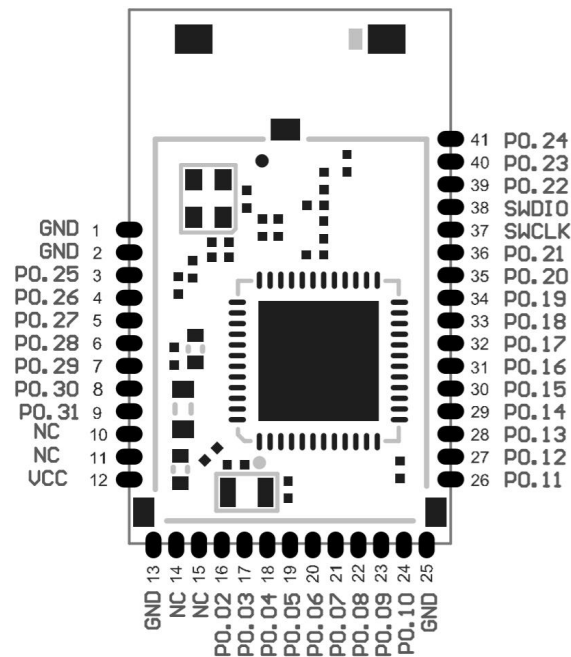 GND 1
GND 2
P0.25 3
P0.26 4
P0.27 5
P0.28 6
P0.29 7
P0.30 8
P0.31 9
NC 10
NC 11
VCC 12
13 GND
14 NC
15 NC
16 P0.02
17 P0.03
18 P0.04
19 P0.05
20 P0.06
21 P0.07
22 P0.08
23 P0.09
24 P0.10
25 GND
41 P0.24
40 P0.23
39 P0.22
38 SWDIO
37 SWCLK
36 P0.21
35 P0.20
34 P0.19
33 P0.18
32 P0.17
31 P0.16
30 P0.15
29 P0.14
28 P0.13
27 P0.12
26 P0.11